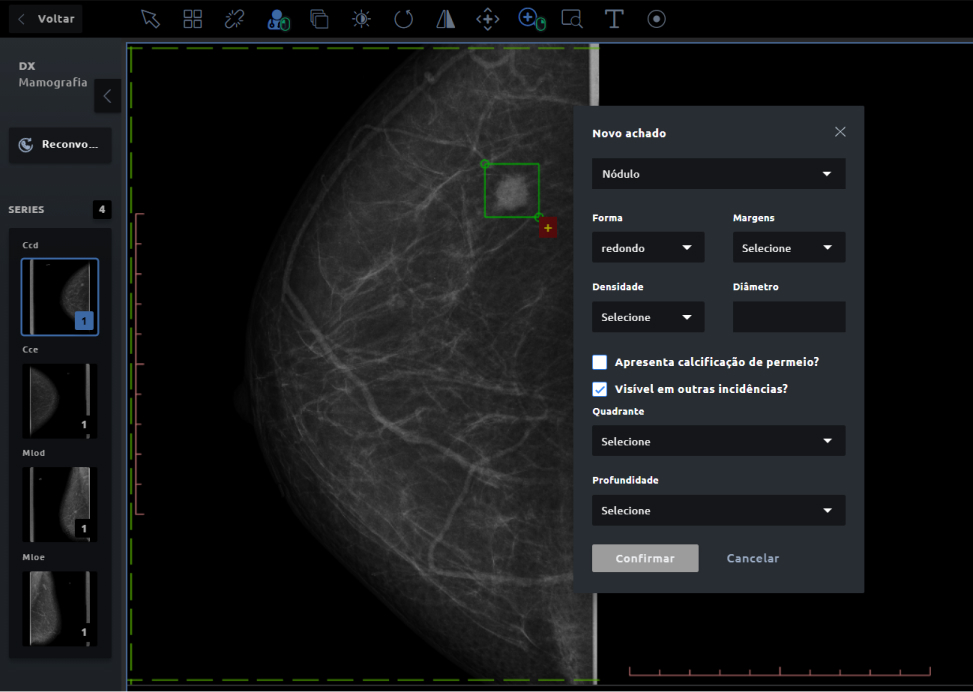 Voltar
DX
Mamografia
Reconvo...
SERIES 4
Ccd
1
Cce
1
Mlod
1
Mloe
1
Novo achado
Nódulo
Forma Margens
redondo Selecione
Densidade Diâmetro
Selecione
Apresenta calcificação de permeio?
Visível em outras incidências?
Quadrante
Selecione
Profundidade
Selecione
Confirmar Cancelar